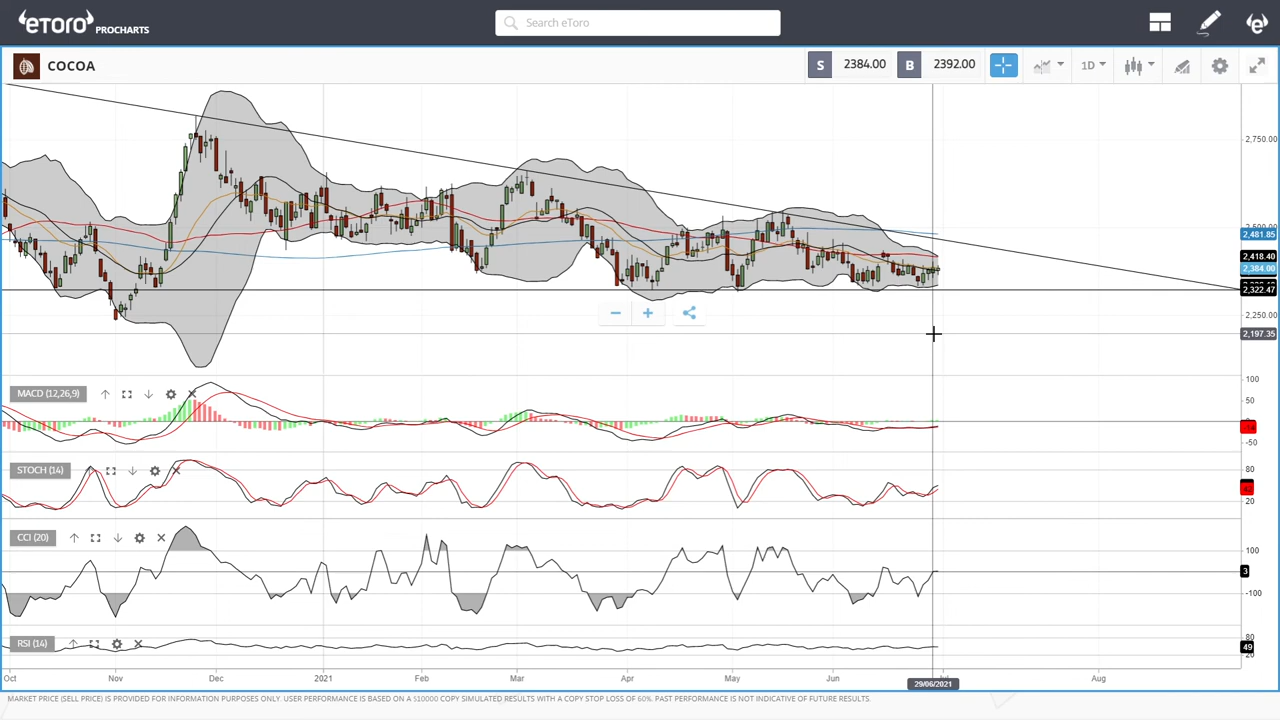 eToro PROCHARTS
Search eToro
COCOA
S 2384.00 B 2392.00
1D
2,750.00
2,481.85
2,418.40
2,384.00
2,322.47
2,250.00
2,197.35
MACD (12,26,9)
100
50
-50
STOCH (14)
80
20
CCI (20)
100
3
-100
RSI (14)
80
49
20
Oct Nov Dec 2021 Feb Mar Apr May Jun Aug
29/06/2021
MARKET PRICE (SELL PRICE) IS PROVIDED FOR INFORMATION PURPOSES ONLY. USER PERFORMANCE IS BASED ON A $10000 COPY SIMULATED RESULTS WITH A COPY STOP LOSS OF 60%. PAST PERFORMANCE IS NOT INDICATIVE OF FUTURE RESULTS.